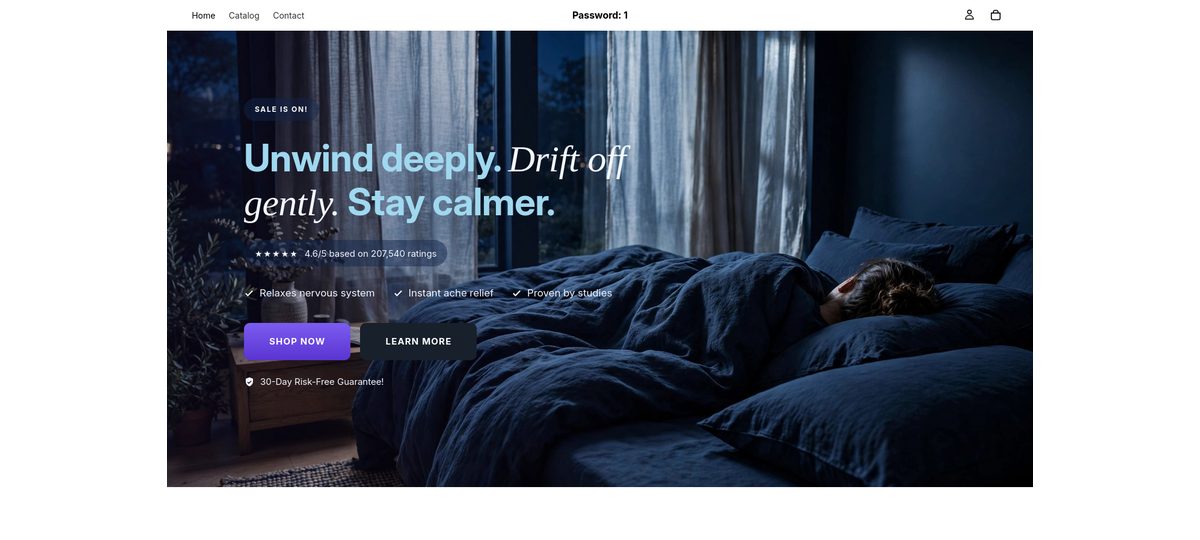 Home Catalog Contact Password: 1
SALE IS ON!
Unwind deeply. Drift off
gently. Stay calmer.
★★★★★ 4.6/5 based on 207,540 ratings
Relaxes nervous system Instant ache relief Proven by studies
SHOP NOW LEARN MORE
30-Day Risk-Free Guarantee!